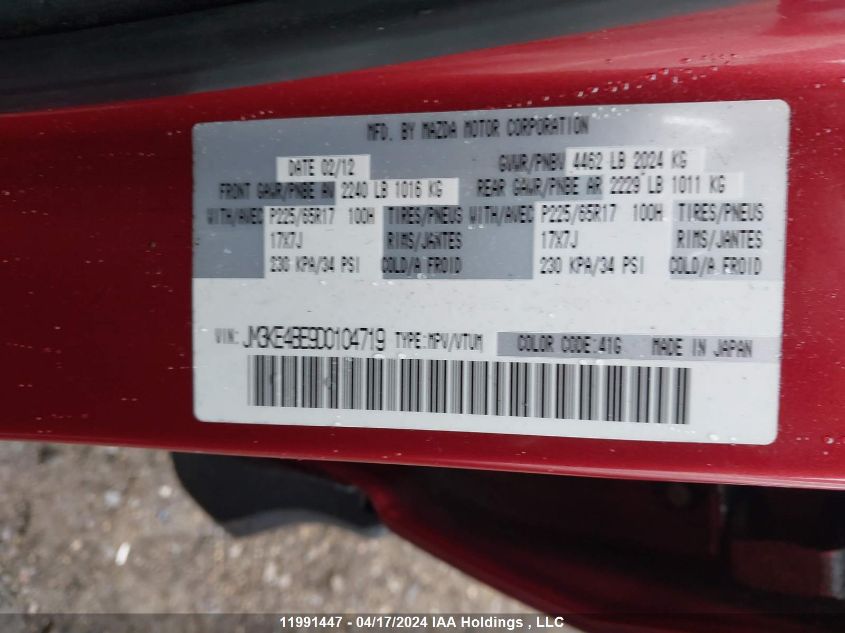 MFD. BY MAZDA MOTOR CORPORATION
DATE 02/12 GVWR/PNBV 4462 LB 2024 KG
FRONT GAWR/PNBE AV 2240 LB 1016 KG REAR GAWR/PNBE AR 2229 LB 1011 KG
WITH/AVEC P225/65R17 100H TIRES/PNEUS WITH/AVEC P225/65R17 100H TIRES/PNEUS
17X7J RIMS/JANTES 17X7J RIMS/JANTES
230 KPA/34 PSI COLD/A FROID 230 KPA/34 PSI COLD/A FROID
VIN: JM3KE4BE9D0104719 TYPE:MPV/VTUM COLOR CODE:41G MADE IN JAPAN
11991447 - 04/17/2024 IAA Holdings , LLC